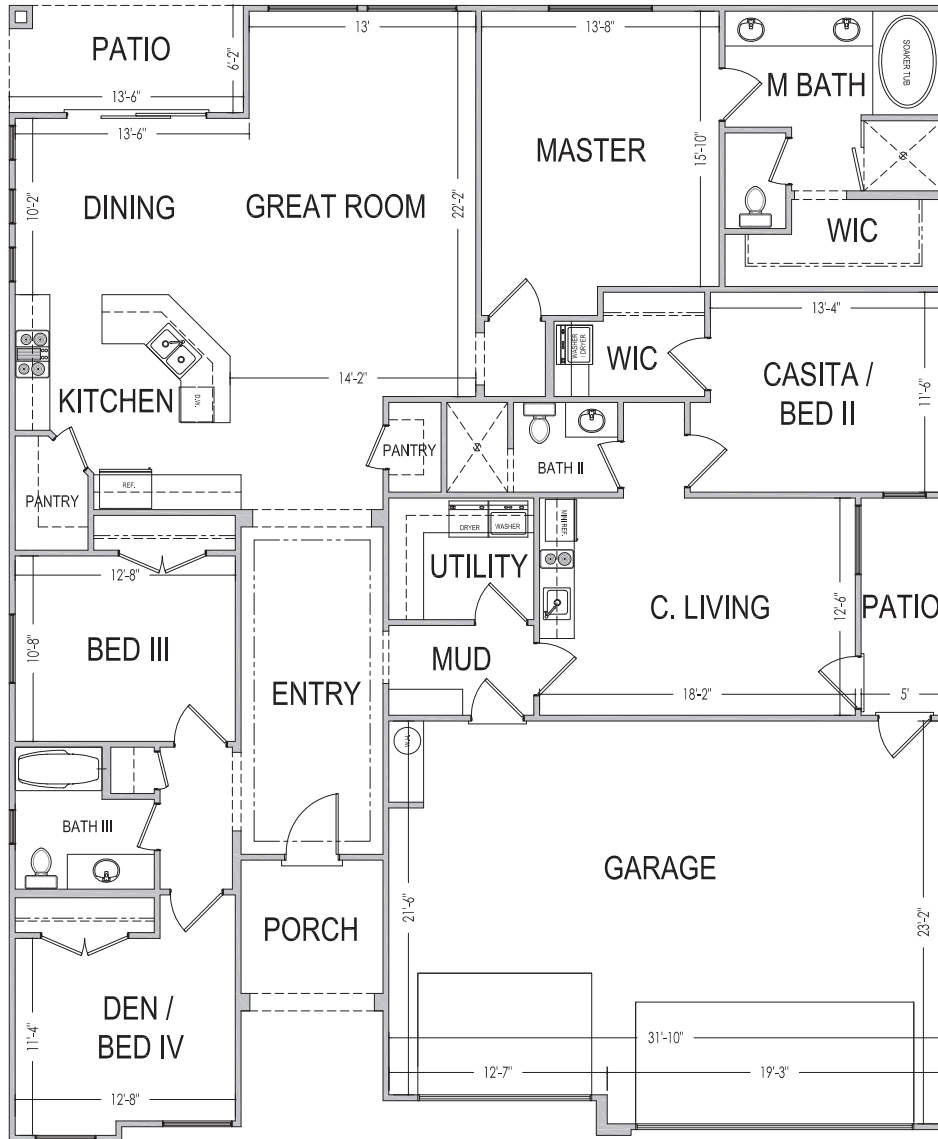 PATIO
13'
13'-8"
6'-2"
SOAKER TUB
M BATH
13'-6"
13'-6"
MASTER
15'-10"
10'-2"
DINING
GREAT ROOM
22'-2"
WIC
13'-4"
WASHER / DRYER
WIC
14'-2"
CASITA /
BED II
11'-6"
KITCHEN
D.W.
PANTRY
BATH II
REF.
PANTRY
DRYER
WASHER
MINI REF.
UTILITY
12'-8"
C. LIVING
12'-6"
PATIO
10'-8"
BED III
MUD
ENTRY
18'-2"
5'
W.H.
BATH III
GARAGE
21'-6"
23'-2"
PORCH
DEN /
BED IV
11'-4"
31'-10"
12'-7"
19'-3"
12'-8"